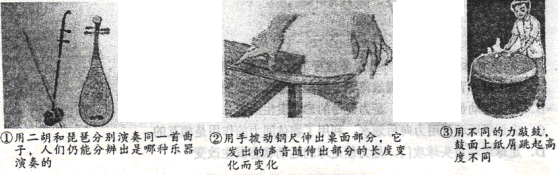 ①用二胡和琵琶分别演奏同一首曲
子，人们仍能分辨出是哪种乐器
演奏的
②用手拨动钢尺伸出桌面部分，它
发出的声音随伸出部分的长度变
化而变化
③用不同的力敲鼓，
鼓面上纸屑跳起高
度不同